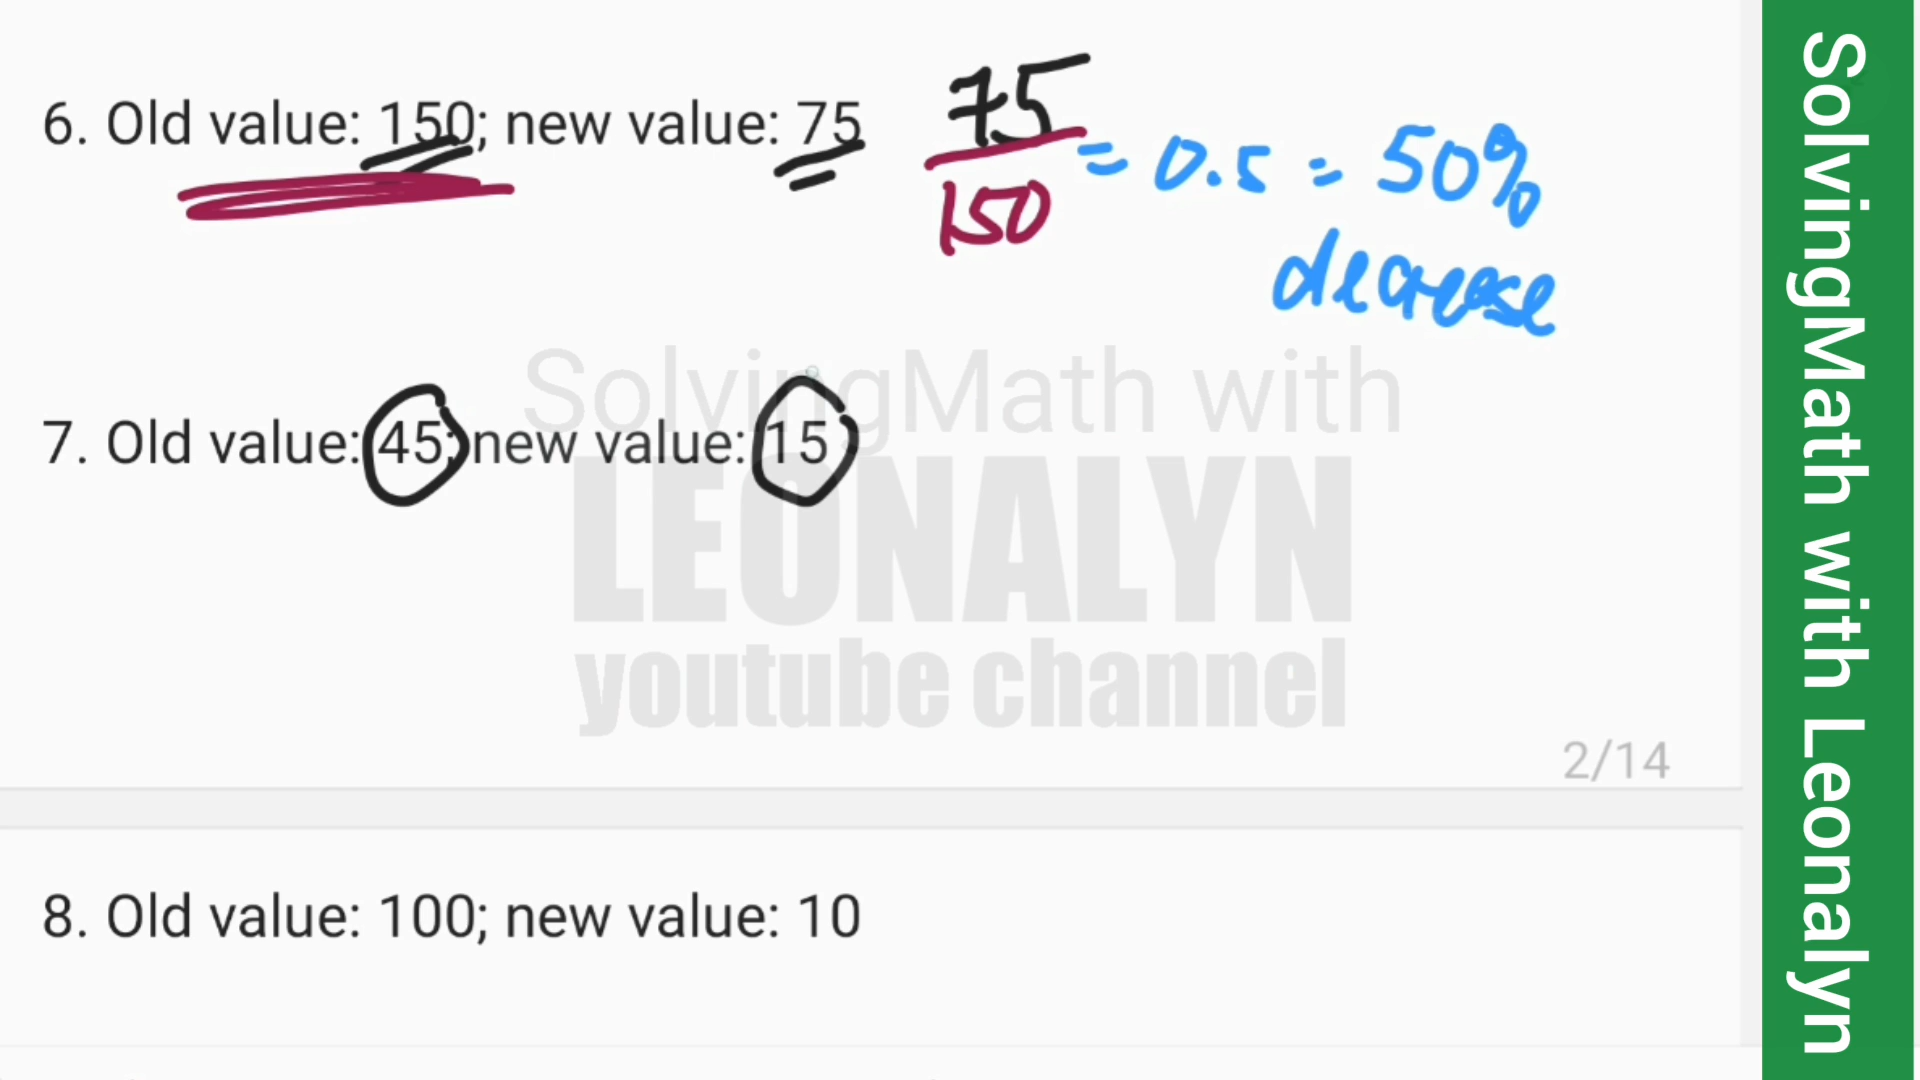 6. Old value: 150; new value: 75
75
150
= 0.5 = 50%
decrease
SolvingMath with
7. Old value: 45; new value: 15
LEONALYN
youtube channel
2/14
8. Old value: 100; new value: 10
SolvingMath with Leonalyn